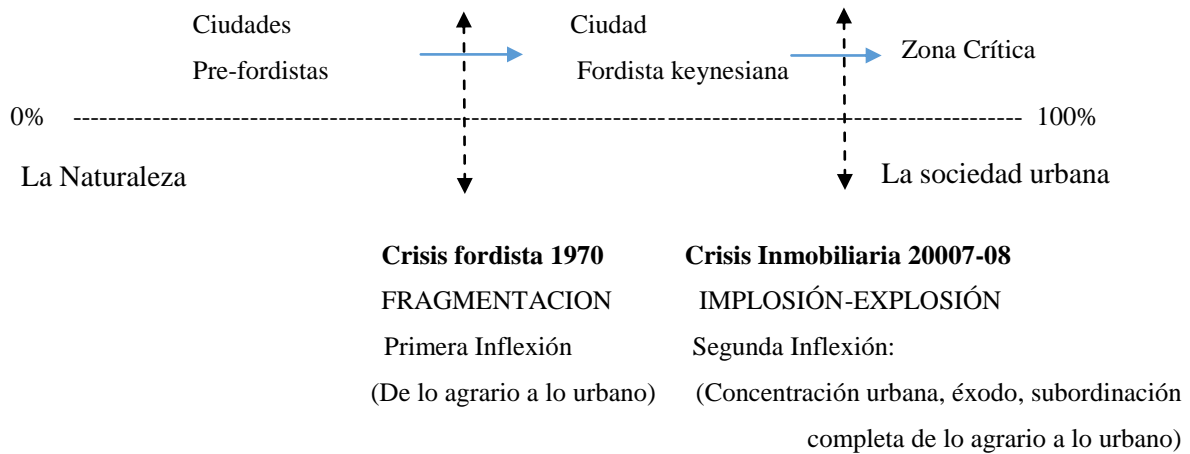 Ciudades Ciudad
Pre-fordistas Fordista keynesiana Zona Crítica
0% 100%
La Naturaleza La sociedad urbana
Crisis fordista 1970 Crisis Inmobiliaria 20007-08
FRAGMENTACION IMPLOSIÓN-EXPLOSIÓN
Primera Inflexión Segunda Inflexión:
(De lo agrario a lo urbano) (Concentración urbana, éxodo, subordinación
completa de lo agrario a lo urbano)